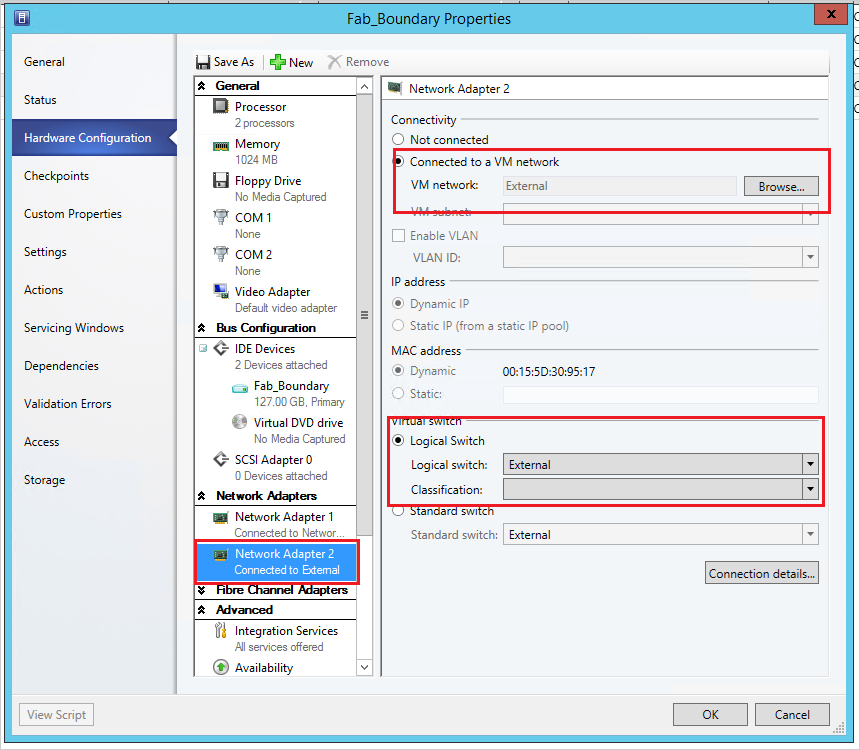 Fab_Boundary Properties
x
General
Status
Hardware Configuration
Checkpoints
Custom Properties
Settings
Actions
Servicing Windows
Dependencies
Validation Errors
Access
Storage
Save As
New
Remove
General
Processor
2 processors
Memory
1024 MB
Floppy Drive
No Media Captured
COM 1
None
COM 2
None
Video Adapter
Default video adapter
Bus Configuration
IDE Devices
2 Devices attached
Fab_Boundary
127.00 GB, Primary
Virtual DVD drive
No Media Captured
SCSI Adapter 0
0 Devices attached
Network Adapters
Network Adapter 1
Connected to Networ...
Network Adapter 2
Connected to External
Fibre Channel Adapters
Advanced
Integration Services
All services offered
Availability
Network Adapter 2
Connectivity
Not connected
Connected to a VM network
VM network: External Browse...
VM subnet:
Enable VLAN
VLAN ID:
IP address
Dynamic IP
Static IP (from a static IP pool)
MAC address
Dynamic 00:15:5D:30:95:17
Static:
Virtual switch
Logical Switch
Logical switch: External
Classification:
Standard switch
Standard switch: External
Connection details...
View Script
OK
Cancel